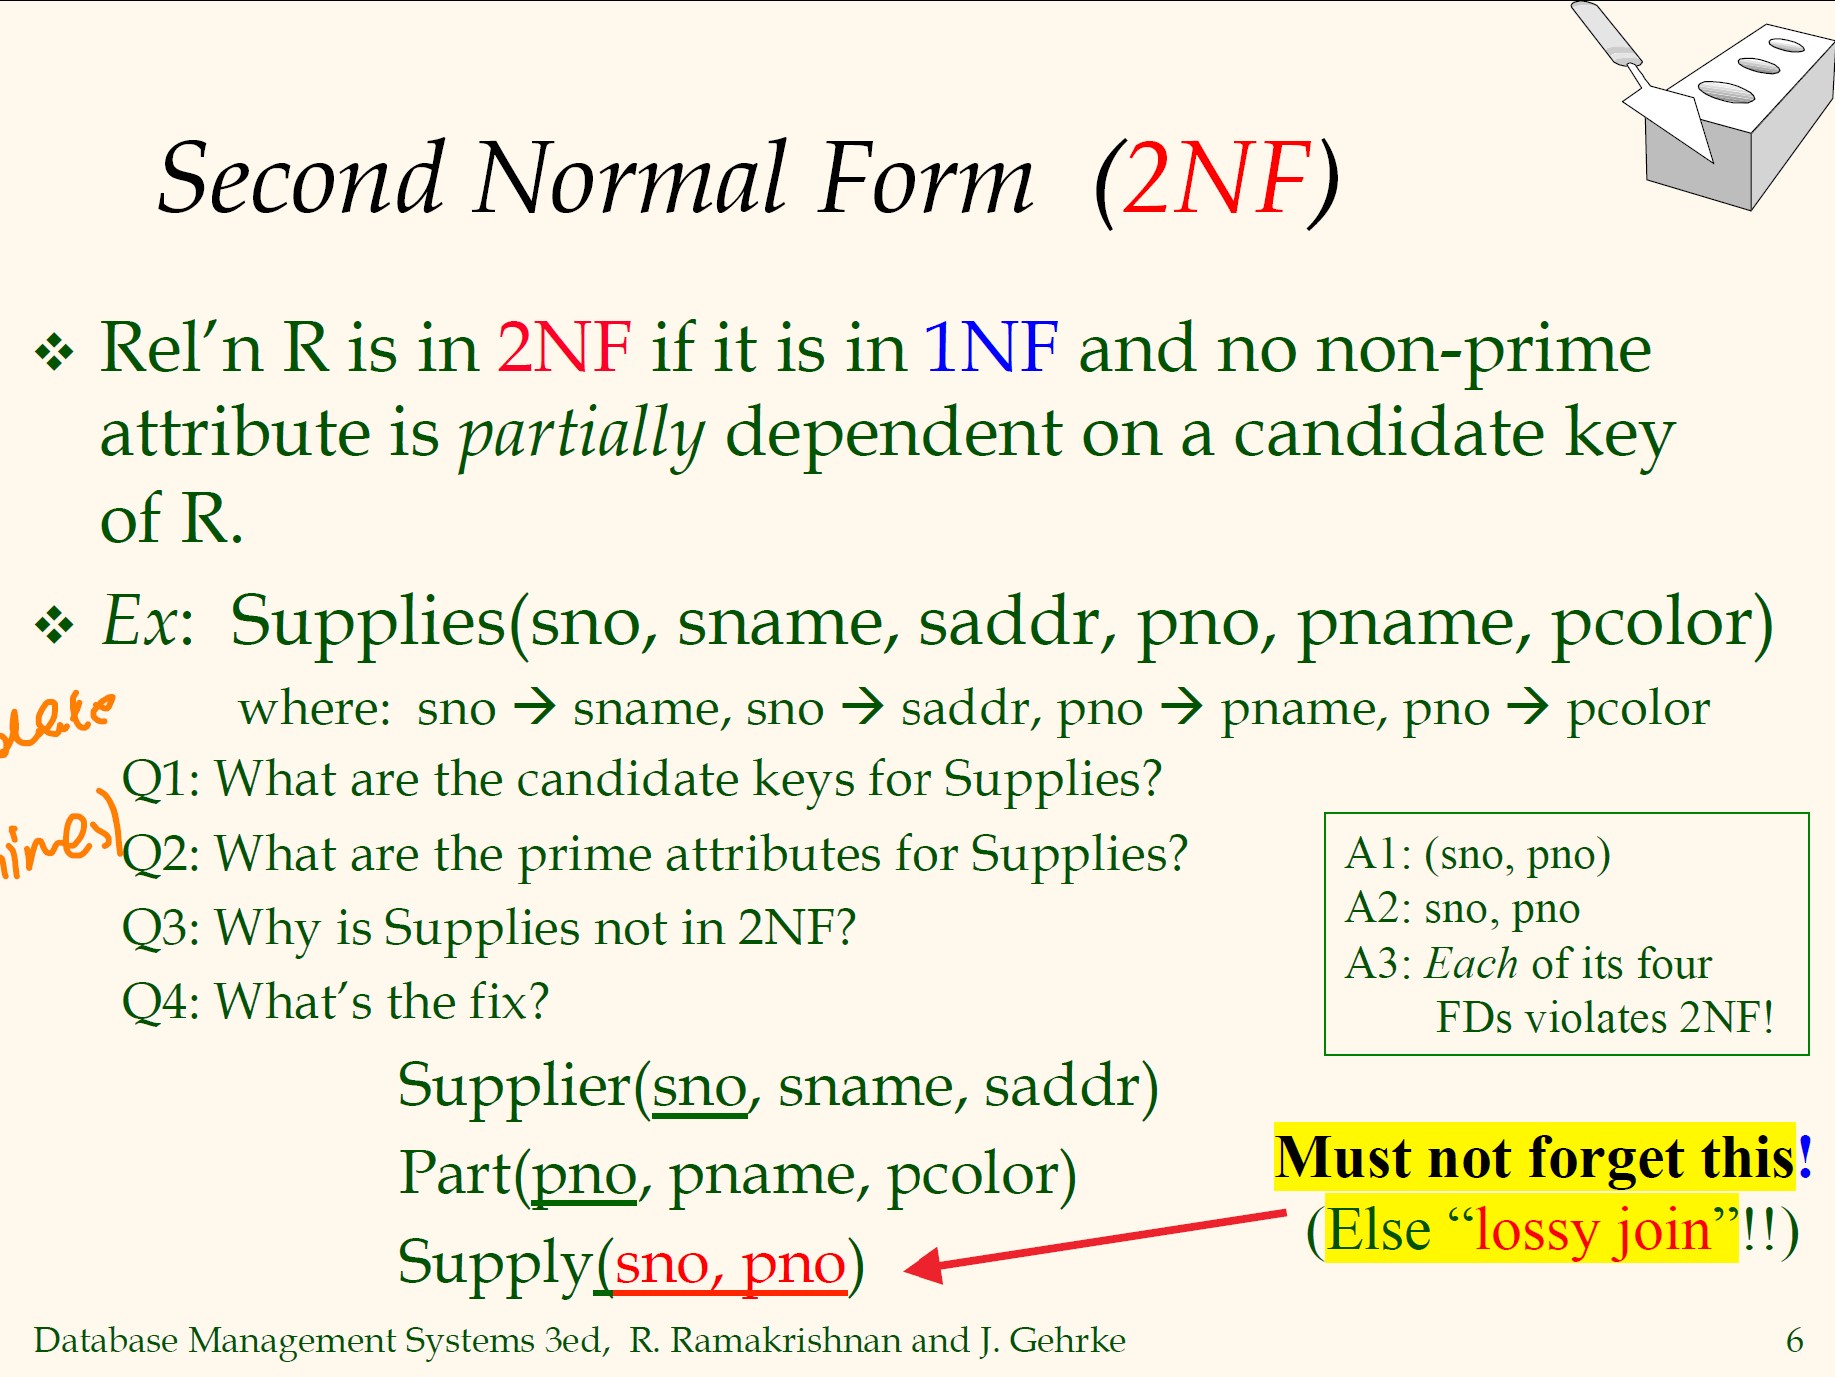 Second Normal Form (2NF)
❖ Rel’n R is in 2NF if it is in 1NF and no non-prime
attribute is partially dependent on a candidate key
of R.
❖ Ex: Supplies(sno, sname, saddr, pno, pname, pcolor)
where: sno → sname, sno → saddr, pno → pname, pno → pcolor
Q1: What are the candidate keys for Supplies?
Q2: What are the prime attributes for Supplies?
Q3: Why is Supplies not in 2NF?
Q4: What’s the fix?
A1: (sno, pno)
A2: sno, pno
A3: Each of its four
FDs violates 2NF!
Supplier(sno, sname, saddr)
Part(pno, pname, pcolor)
Supply(sno, pno)
Must not forget this!
(Else “lossy join”!!)
Database Management Systems 3ed, R. Ramakrishnan and J. Gehrke
6